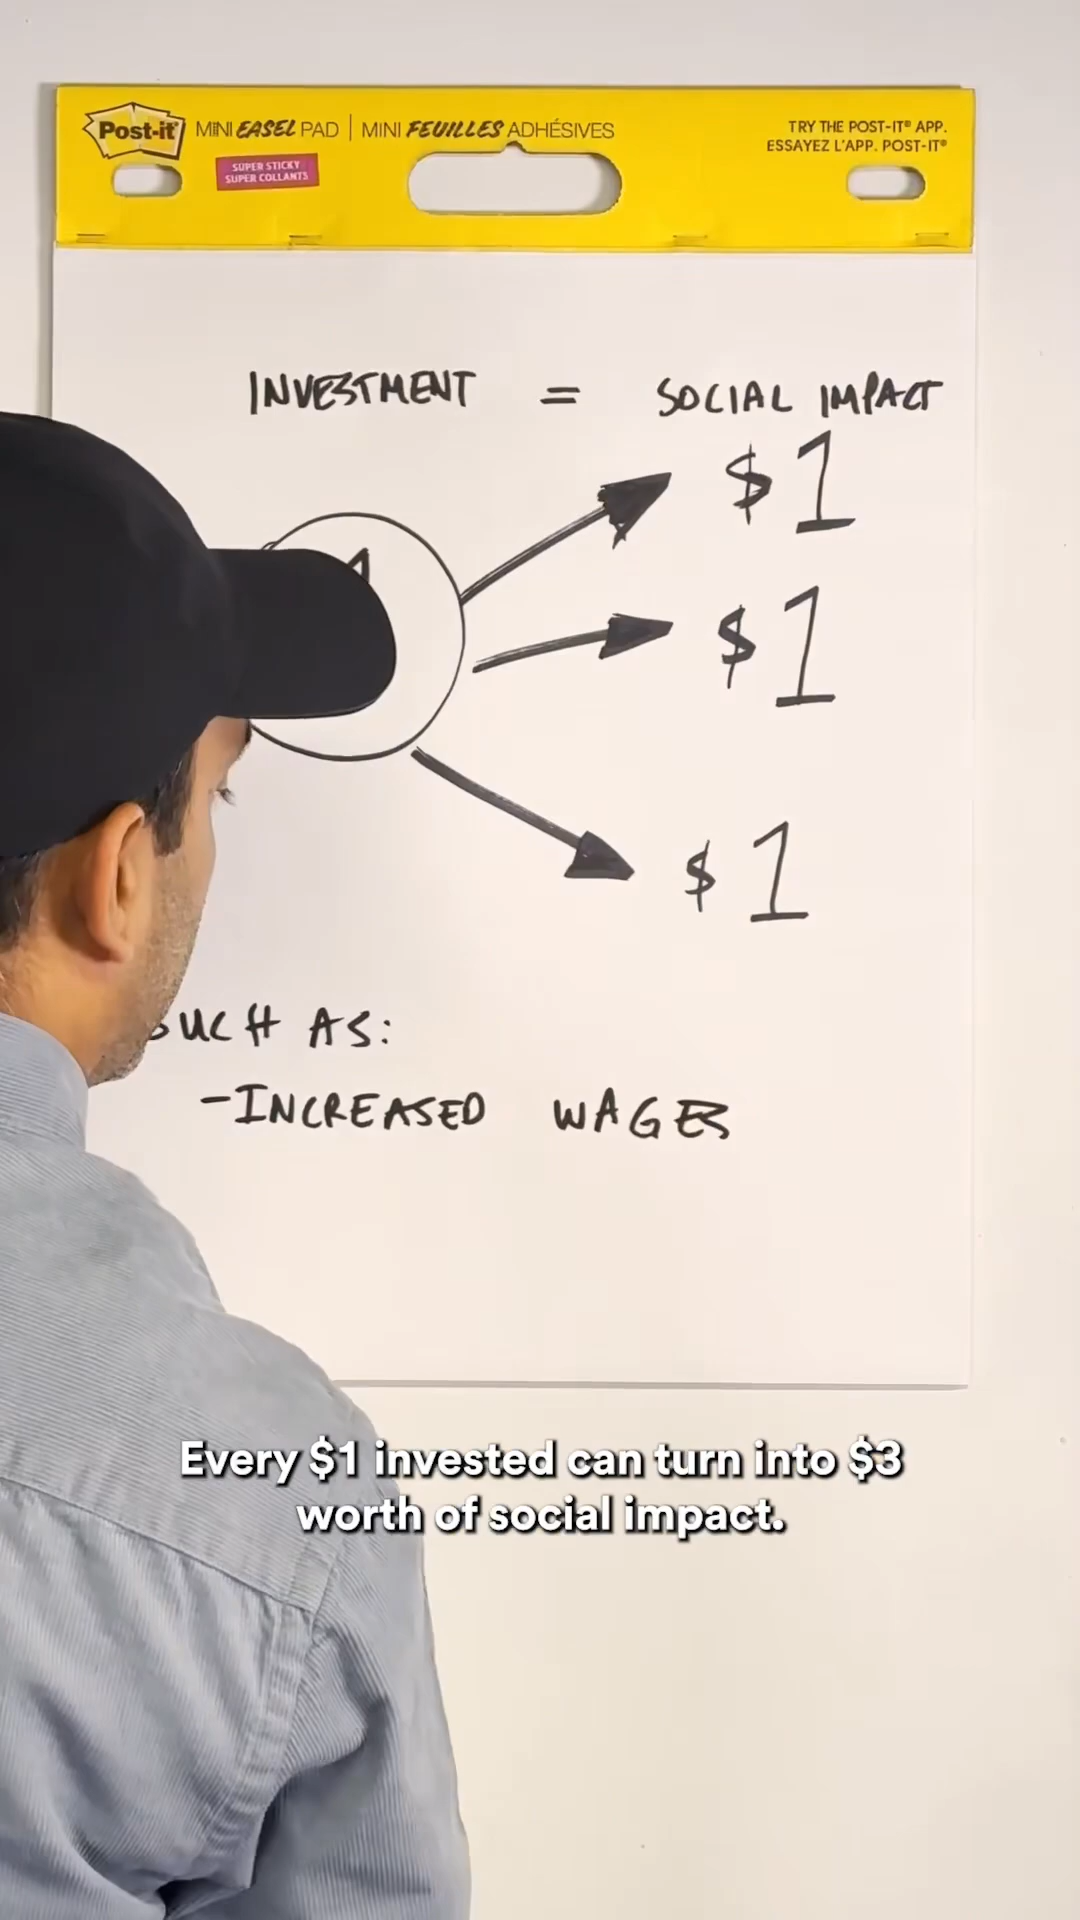 Post-it MINI EASEL PAD | MINI FEUILLES ADHÉSIVES
SUPER STICKY
SUPER COLLANTS
TRY THE POST-IT® APP.
ESSAYEZ L'APP. POST-IT®
INVESTMENT = SOCIAL IMPACT
$1
$1
$1
SUCH AS:
-INCREASED WAGES
Every $1 invested can turn into $3
worth of social impact.